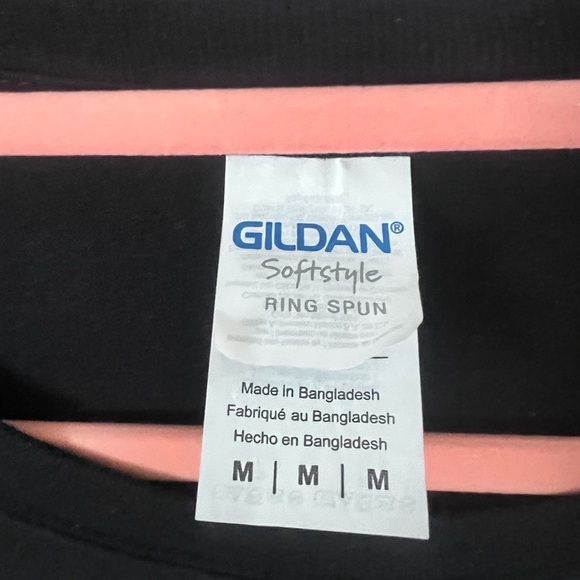 GILDAN®
Softstyle
RING SPUN
Made in Bangladesh
Fabriqué au Bangladesh
Hecho en Bangladesh
M | M | M